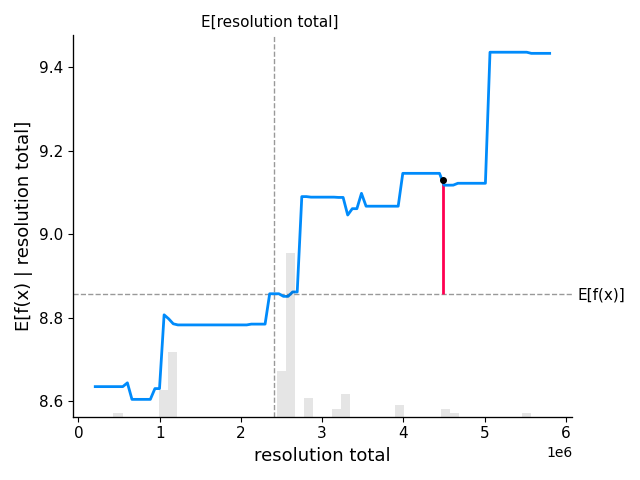 E[resolution total]
9.4
9.2
9.0
8.8
8.6
E[f(x) | resolution total]
E[f(x)]
0
1
2
3
4
5
6
1e6
resolution total